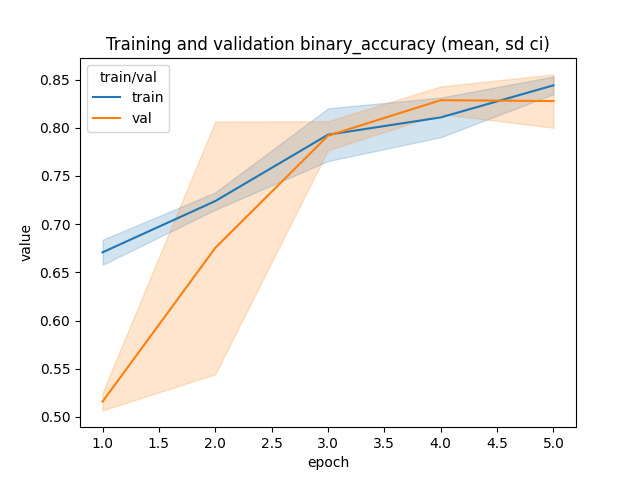 Training and validation binary_accuracy (mean, sd ci)
train/val
train
val
0.85
0.80
0.75
0.70
0.65
0.60
0.55
0.50
value
1.0 1.5 2.0 2.5 3.0 3.5 4.0 4.5 5.0
epoch